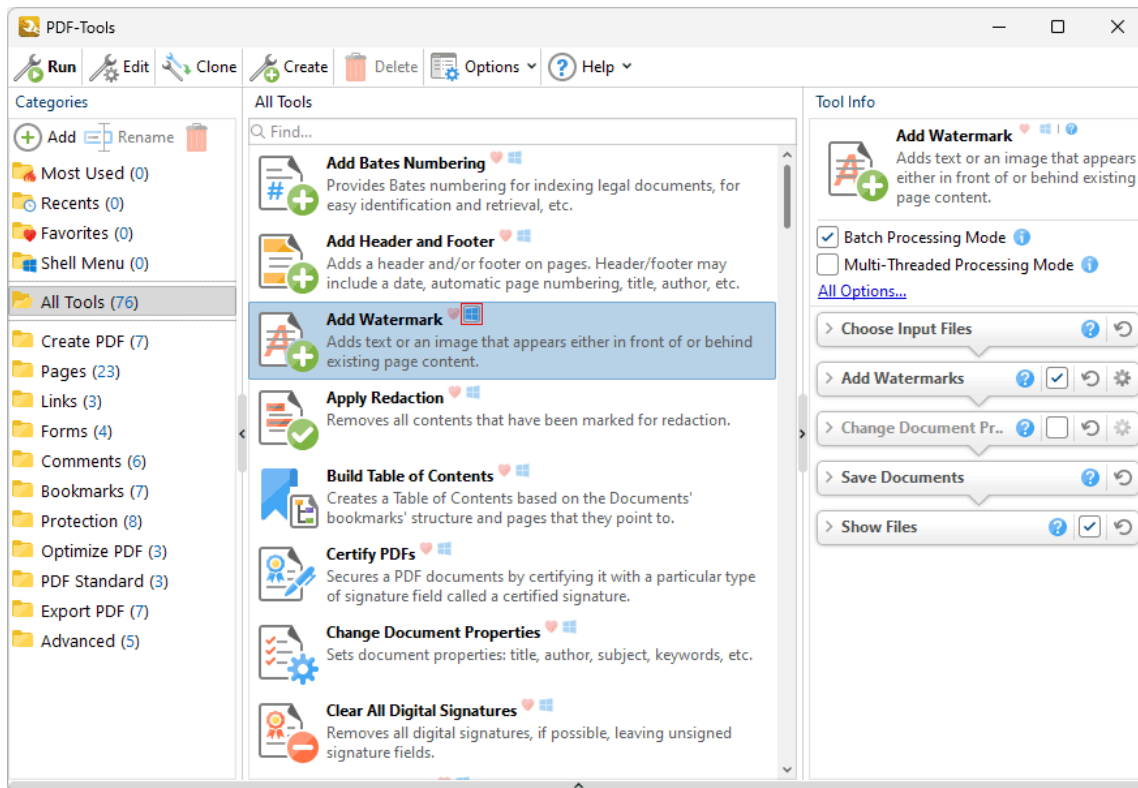 PDF-Tools
Run Edit Clone Create Delete Options Help
Categories
Add Rename
Most Used (0)
Recents (0)
Favorites (0)
Shell Menu (0)
All Tools (76)
Create PDF (7)
Pages (23)
Links (3)
Forms (4)
Comments (6)
Bookmarks (7)
Protection (8)
Optimize PDF (3)
PDF Standard (3)
Export PDF (7)
Advanced (5)
All Tools
Find...
Add Bates Numbering
Provides Bates numbering for indexing legal documents, for
easy identification and retrieval, etc.
Add Header and Footer
Adds a header and/or footer on pages. Header/footer may
include a date, automatic page numbering, title, author, etc.
Add Watermark
Adds text or an image that appears either in front of or behind
existing page content.
Apply Redaction
Removes all contents that have been marked for redaction.
Build Table of Contents
Creates a Table of Contents based on the Documents'
bookmarks' structure and pages that they point to.
Certify PDFs
Secures a PDF documents by certifying it with a particular type
of signature field called a certified signature.
Change Document Properties
Sets document properties: title, author, subject, keywords, etc.
Clear All Digital Signatures
Removes all digital signatures, if possible, leaving unsigned
signature fields.
Tool Info
Add Watermark
Adds text or an image that appears
either in front of or behind existing
page content.
Batch Processing Mode
Multi-Threaded Processing Mode
All Options...
Choose Input Files
Add Watermarks
Change Document Pr..
Save Documents
Show Files